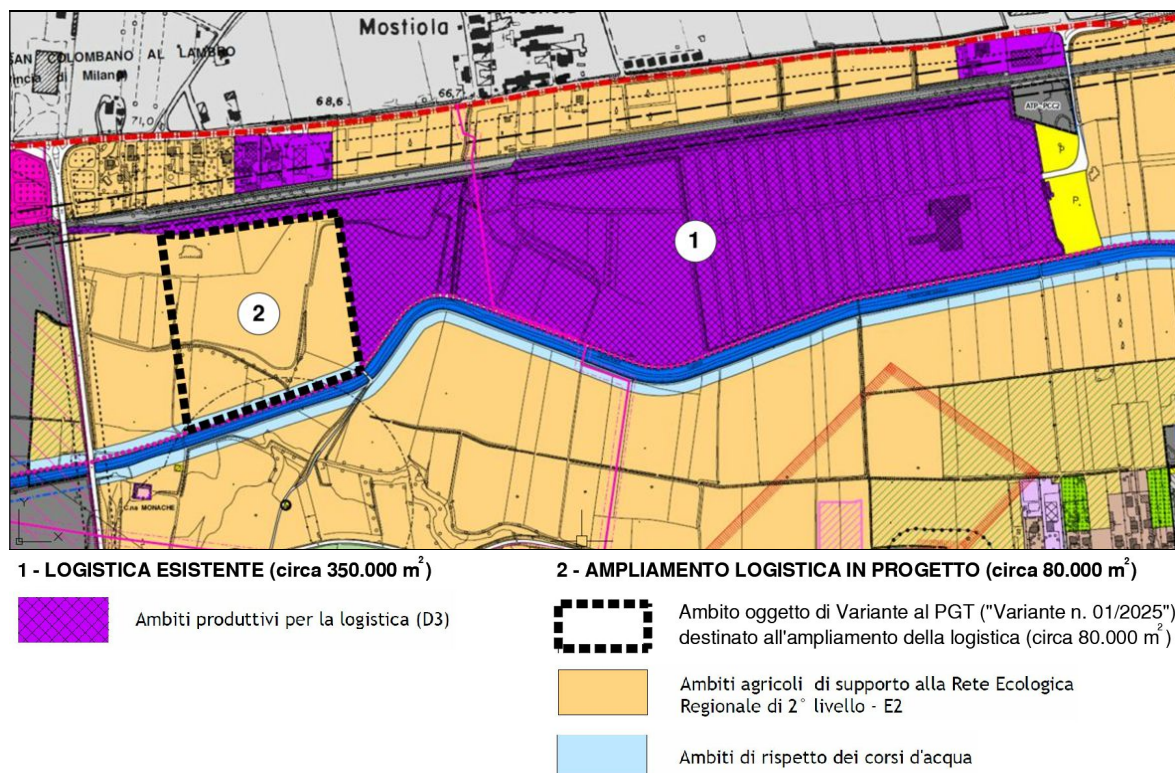 Mostiola
SAN COLOMBANO AL LAMBRO
Provincia di Milano)
68,6
66,7
71,0
ATP-PCC2
P
P.
1
2
C.na MONACHE
1 - LOGISTICA ESISTENTE (circa 350.000 m²)
Ambiti produttivi per la logistica (D3)
2 - AMPLIAMENTO LOGISTICA IN PROGETTO (circa 80.000 m²)
Ambito oggetto di Variante al PGT ("Variante n. 01/2025")
destinato all'ampliamento della logistica (circa 80.000 m²)
Ambiti agricoli di supporto alla Rete Ecologica
Regionale di 2° livello - E2
Ambiti di rispetto dei corsi d'acqua